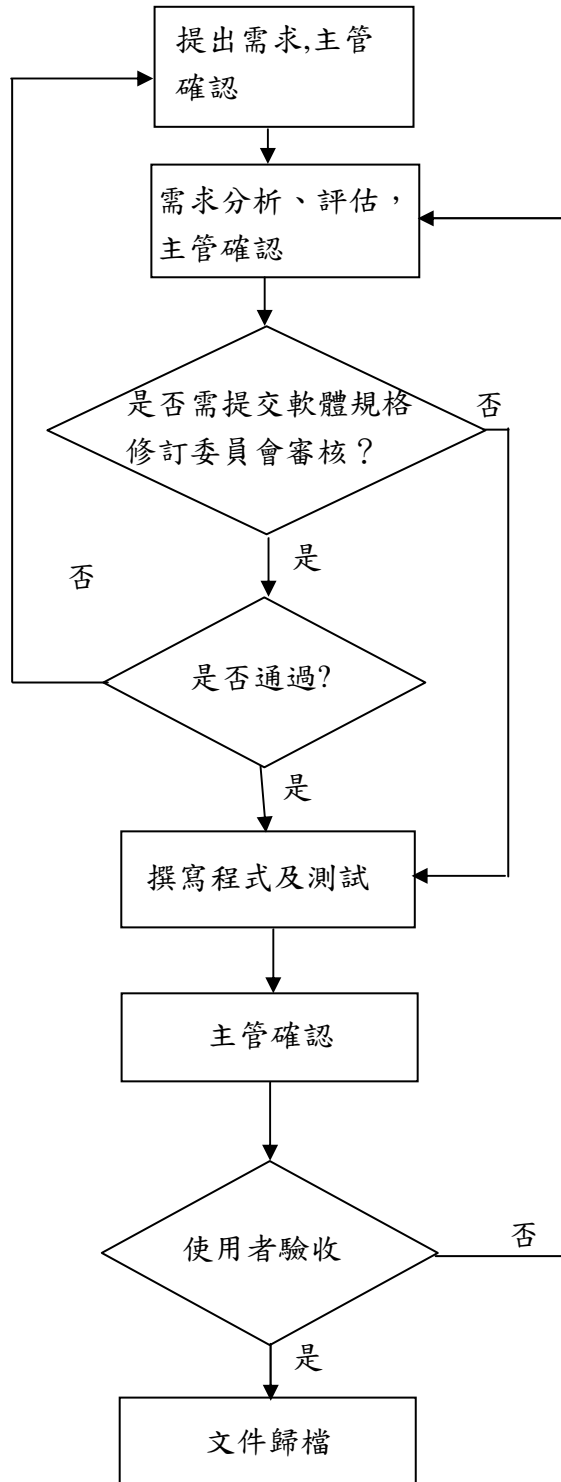 提出需求,主管
確認
需求分析、評估，
主管確認
是否需提交軟體規格
修訂委員會審核？
否
是
否
是否通過?
是
撰寫程式及測試
主管確認
使用者驗收
否
是
文件歸檔